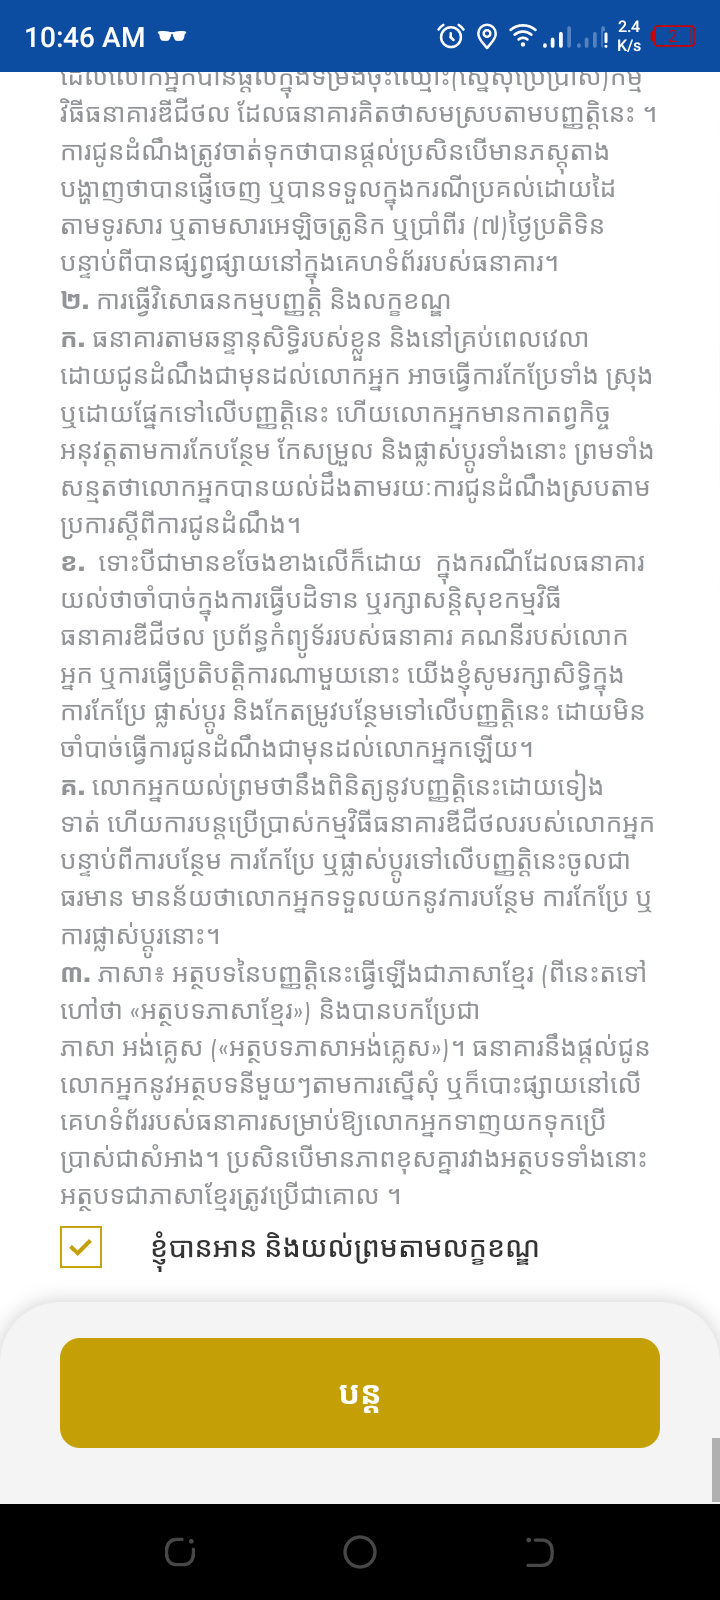 10:46 AM
2.4
K/s
2
ដែលលោកអ្នកបានផ្តល់ក្នុងទម្រង់ចុះឈ្មោះ(ស្នើសុំប្រើប្រាស់)កម្ម
វិធីធនាគារឌីជីថល ដែលធនាគារគិតថាសមស្របតាមបញ្ញត្តិនេះ ។
ការជូនដំណឹងត្រូវចាត់ទុកថាបានផ្តល់ប្រសិនបើមានភស្តុតាង
បង្ហាញថាបានផ្ញើចេញ ឬបានទទួលក្នុងករណីប្រគល់ដោយដៃ
តាមទូរសារ ឬតាមសារអេឡិចត្រូនិក ឬប្រាំពីរ (៧)ថ្ងៃប្រតិទិន
បន្ទាប់ពីបានផ្សព្វផ្សាយនៅក្នុងគេហទំព័ររបស់ធនាគារ។
២. ការធ្វើវិសោធនកម្មបញ្ញត្តិ និងលក្ខខណ្ឌ
ក. ធនាគារតាមឆន្ទានុសិទ្ធិរបស់ខ្លួន និងនៅគ្រប់ពេលវេលា
ដោយជូនដំណឹងជាមុនដល់លោកអ្នក អាចធ្វើការកែប្រែទាំង ស្រុង
ឬដោយផ្នែកទៅលើបញ្ញត្តិនេះ ហើយលោកអ្នកមានកាតព្វកិច្ច
អនុវត្តតាមការកែបន្ថែម កែសម្រួល និងផ្លាស់ប្តូរទាំងនោះ ព្រមទាំង
សន្មតថាលោកអ្នកបានយល់ដឹងតាមរយៈការជូនដំណឹងស្របតាម
ប្រការស្តីពីការជូនដំណឹង។
ខ.  ទោះបីជាមានខចែងខាងលើក៏ដោយ  ក្នុងករណីដែលធនាគារ
យល់ថាចាំបាច់ក្នុងការធ្វើបដិទាន ឬរក្សាសន្តិសុខកម្មវិធី
ធនាគារឌីជីថល ប្រព័ន្ធកំព្យូទ័ររបស់ធនាគារ គណនីរបស់លោក
អ្នក ឬការធ្វើប្រតិបត្តិការណាមួយនោះ យើងខ្ញុំសូមរក្សាសិទ្ធិក្នុង
ការកែប្រែ ផ្លាស់ប្តូរ និងកែតម្រូវបន្ថែមទៅលើបញ្ញត្តិនេះ ដោយមិន
ចាំបាច់ធ្វើការជូនដំណឹងជាមុនដល់លោកអ្នកឡើយ។
គ. លោកអ្នកយល់ព្រមថានឹងពិនិត្យនូវបញ្ញត្តិនេះដោយទៀង
ទាត់ ហើយការបន្តប្រើប្រាស់កម្មវិធីធនាគារឌីជីថលរបស់លោកអ្នក
បន្ទាប់ពីការបន្ថែម ការកែប្រែ ឬផ្លាស់ប្តូរទៅលើបញ្ញត្តិនេះចូលជា
ធរមាន មានន័យថាលោកអ្នកទទួលយកនូវការបន្ថែម ការកែប្រែ ឬ
ការផ្លាស់ប្តូរនោះ។
៣. ភាសា៖ អត្ថបទនៃបញ្ញត្តិនេះធ្វើឡើងជាភាសាខ្មែរ (ពីនេះតទៅ
ហៅថា «អត្ថបទភាសាខ្មែរ») និងបានបកប្រែជា
ភាសា អង់គ្លេស («អត្ថបទភាសាអង់គ្លេស»)។ ធនាគារនឹងផ្តល់ជូន
លោកអ្នកនូវអត្ថបទនីមួយៗតាមការស្នើសុំ ឬក៏បោះផ្សាយនៅលើ
គេហទំព័ររបស់ធនាគារសម្រាប់ឱ្យលោកអ្នកទាញយកទុកប្រើ
ប្រាស់ជាសំអាង។ ប្រសិនបើមានភាពខុសគ្នារវាងអត្ថបទទាំងនោះ
អត្ថបទជាភាសាខ្មែរត្រូវប្រើជាគោល ។
ខ្ញុំបានអាន និងយល់ព្រមតាមលក្ខខណ្ឌ
បន្ត